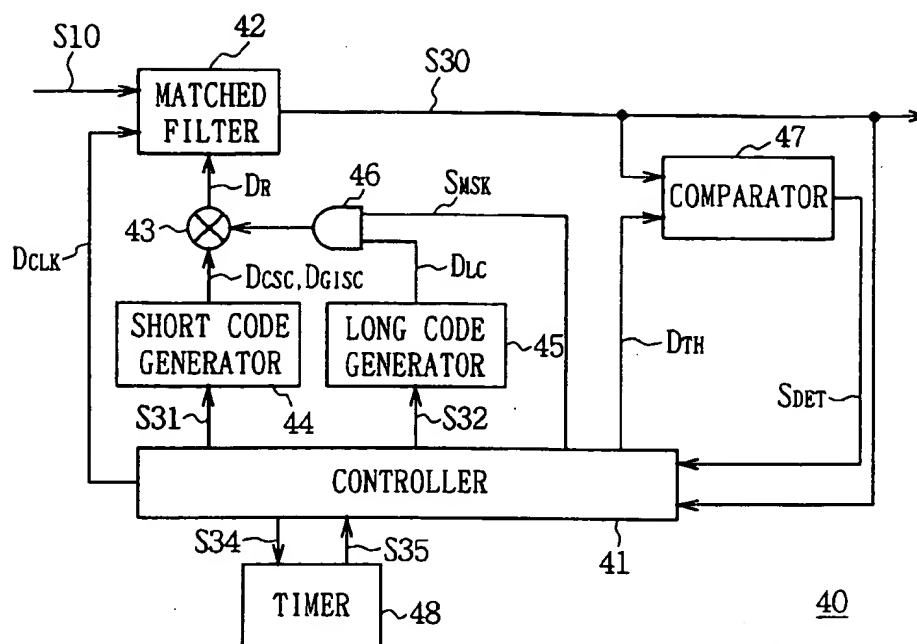 S10
42
MATCHED
FILTER
S30
47
COMPARATOR
DR
46
SMSK
43
DCLK
DCSC, DGISC
DLC
SHORT CODE
GENERATOR
LONG CODE
GENERATOR
45
DTH
SDET
S31
44
S32
CONTROLLER
41
S34
S35
TIMER
48
40